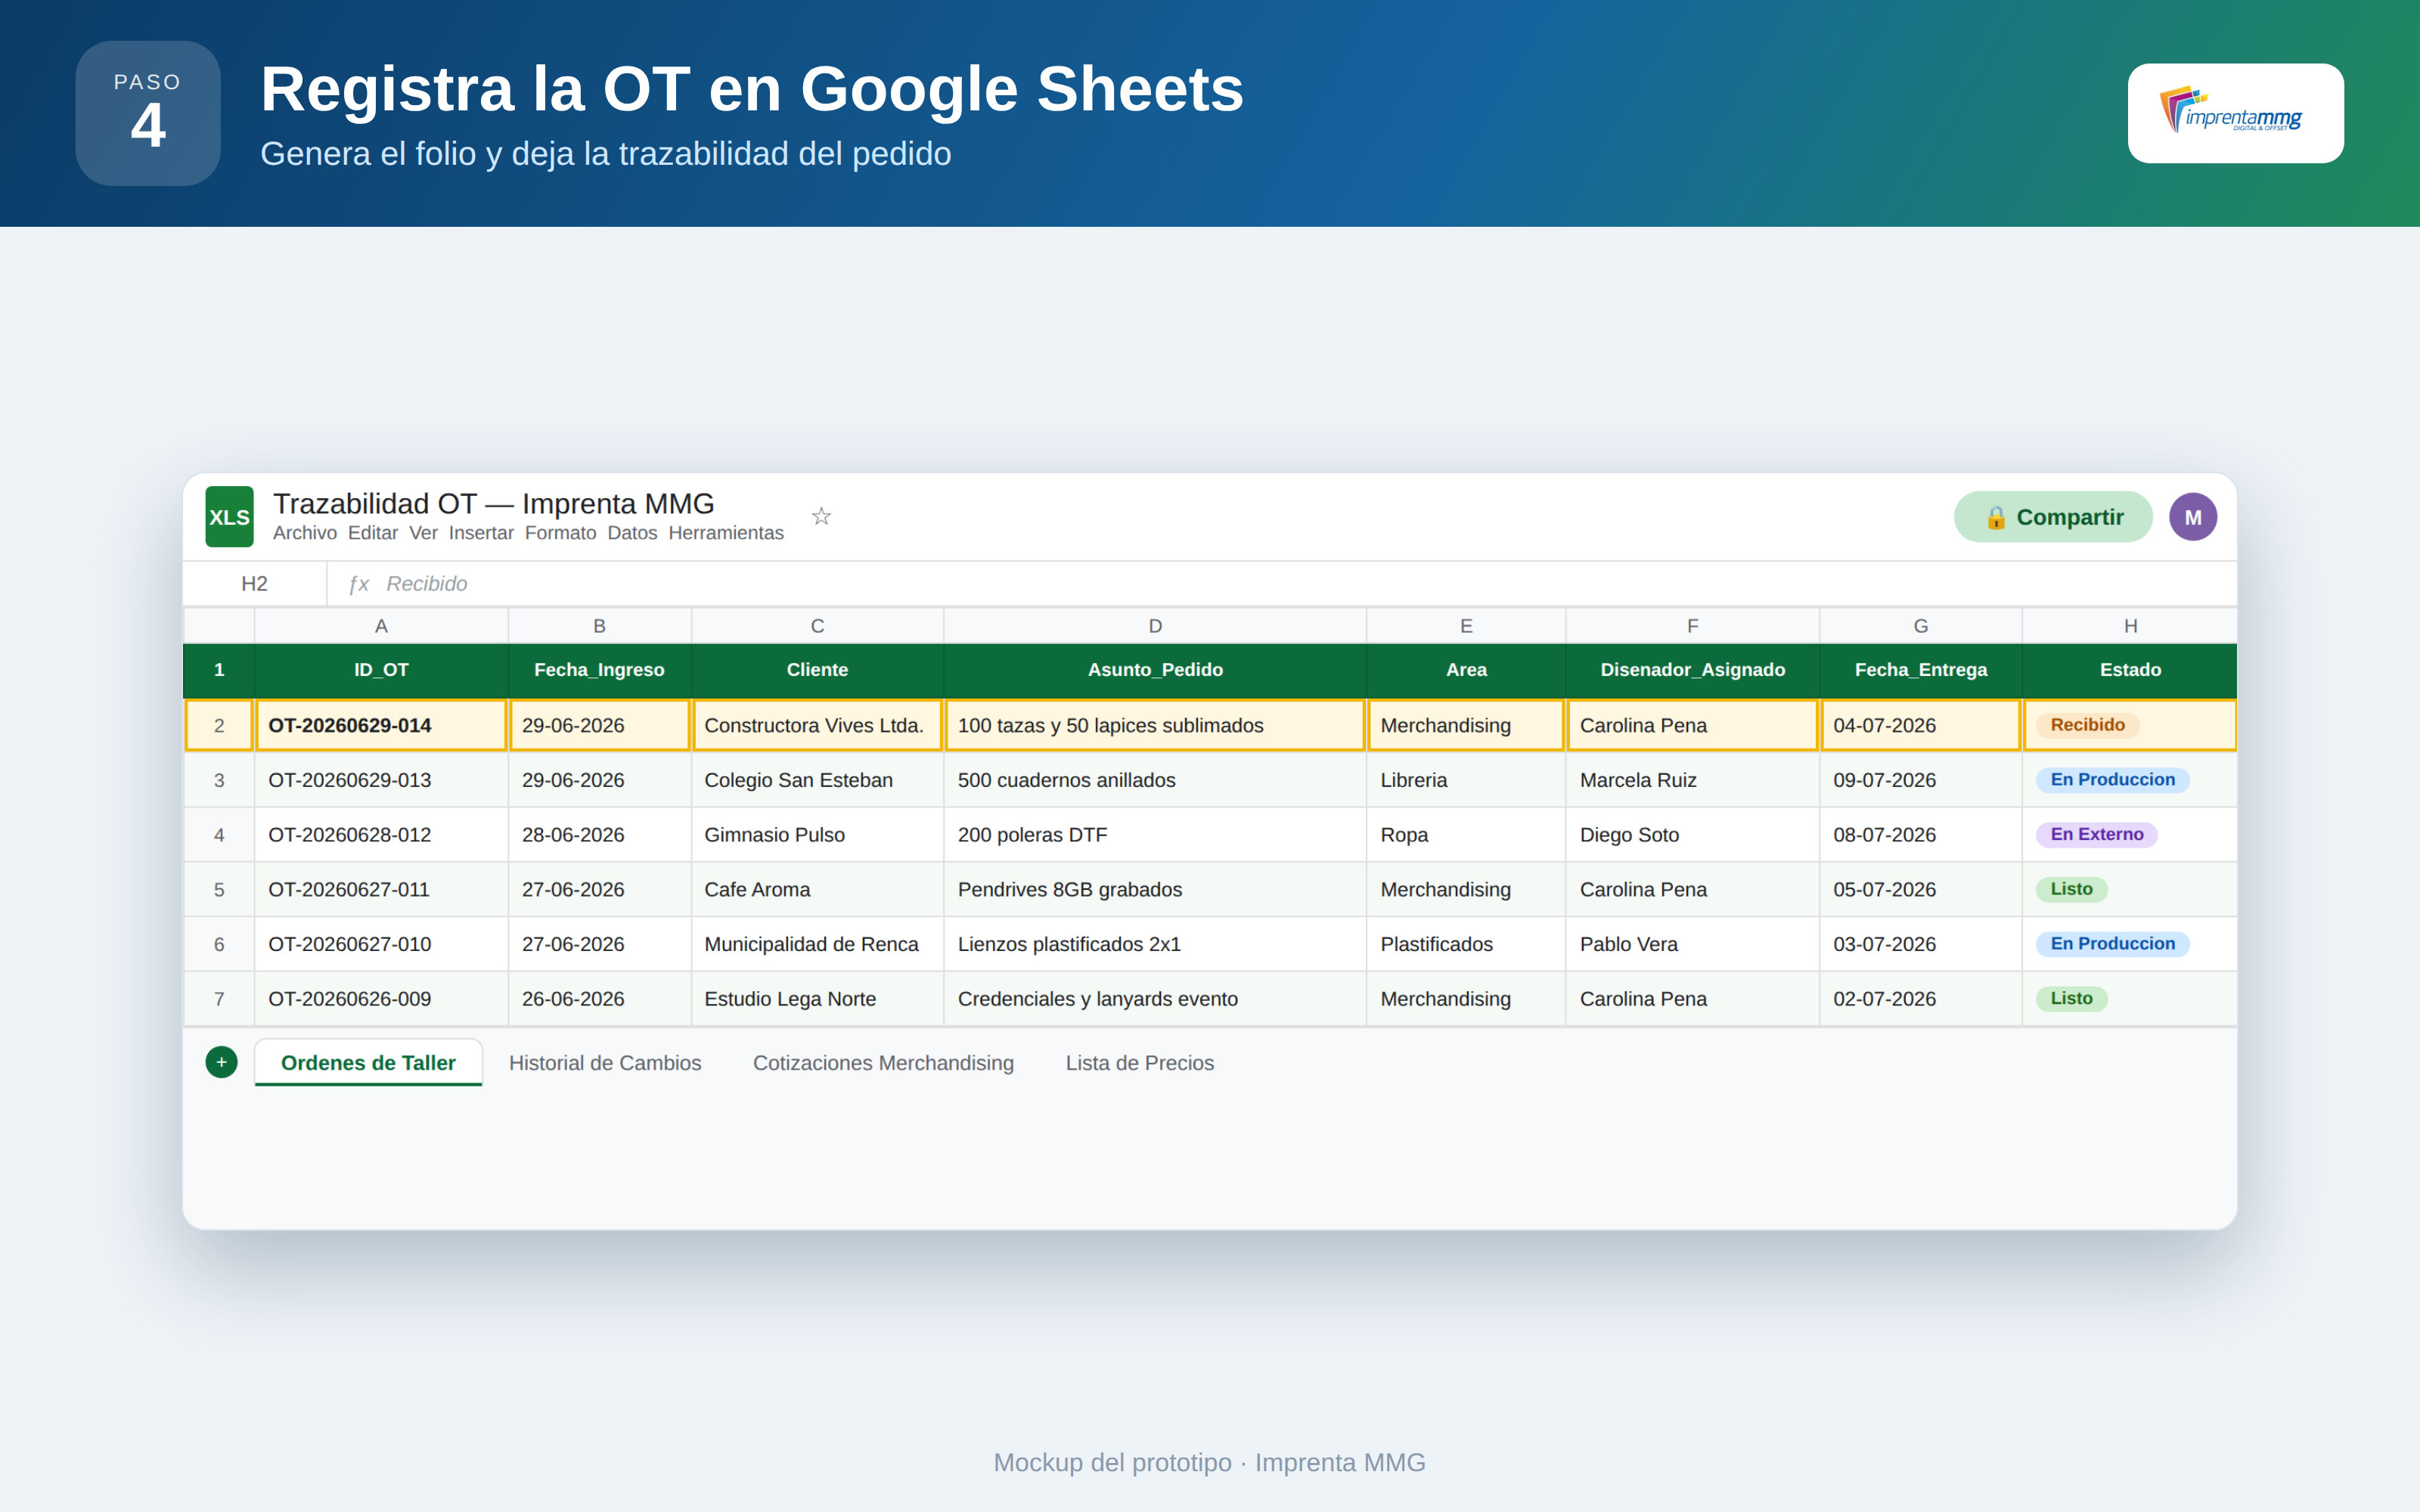 PASO
4
Registra la OT en Google Sheets
Genera el folio y deja la trazabilidad del pedido
imprentammg
DIGITAL & OFFSET
XLS
Trazabilidad OT — Imprenta MMG
Archivo Editar Ver Insertar Formato Datos Herramientas
☆
🔒 Compartir
M
H2 ƒx Recibido
A B C D E F G H
1 ID_OT Fecha_Ingreso Cliente Asunto_Pedido Area Disenador_Asignado Fecha_Entrega Estado
2 OT-20260629-014 29-06-2026 Constructora Vives Ltda. 100 tazas y 50 lapices sublimados Merchandising Carolina Pena 04-07-2026 Recibido
3 OT-20260629-013 29-06-2026 Colegio San Esteban 500 cuadernos anillados Libreria Marcela Ruiz 09-07-2026 En Produccion
4 OT-20260628-012 28-06-2026 Gimnasio Pulso 200 poleras DTF Ropa Diego Soto 08-07-2026 En Externo
5 OT-20260627-011 27-06-2026 Cafe Aroma Pendrives 8GB grabados Merchandising Carolina Pena 05-07-2026 Listo
6 OT-20260627-010 27-06-2026 Municipalidad de Renca Lienzos plastificados 2x1 Plastificados Pablo Vera 03-07-2026 En Produccion
7 OT-20260626-009 26-06-2026 Estudio Lega Norte Credenciales y lanyards evento Merchandising Carolina Pena 02-07-2026 Listo
+ Ordenes de Taller Historial de Cambios Cotizaciones Merchandising Lista de Precios
Mockup del prototipo · Imprenta MMG